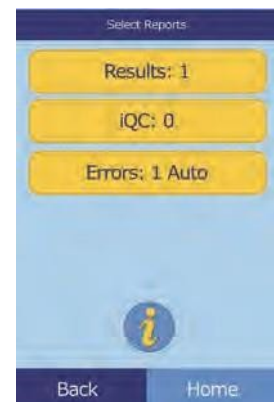 Select Reports
Results: 1
iQC: 0
Errors: 1 Auto
i
Back Home